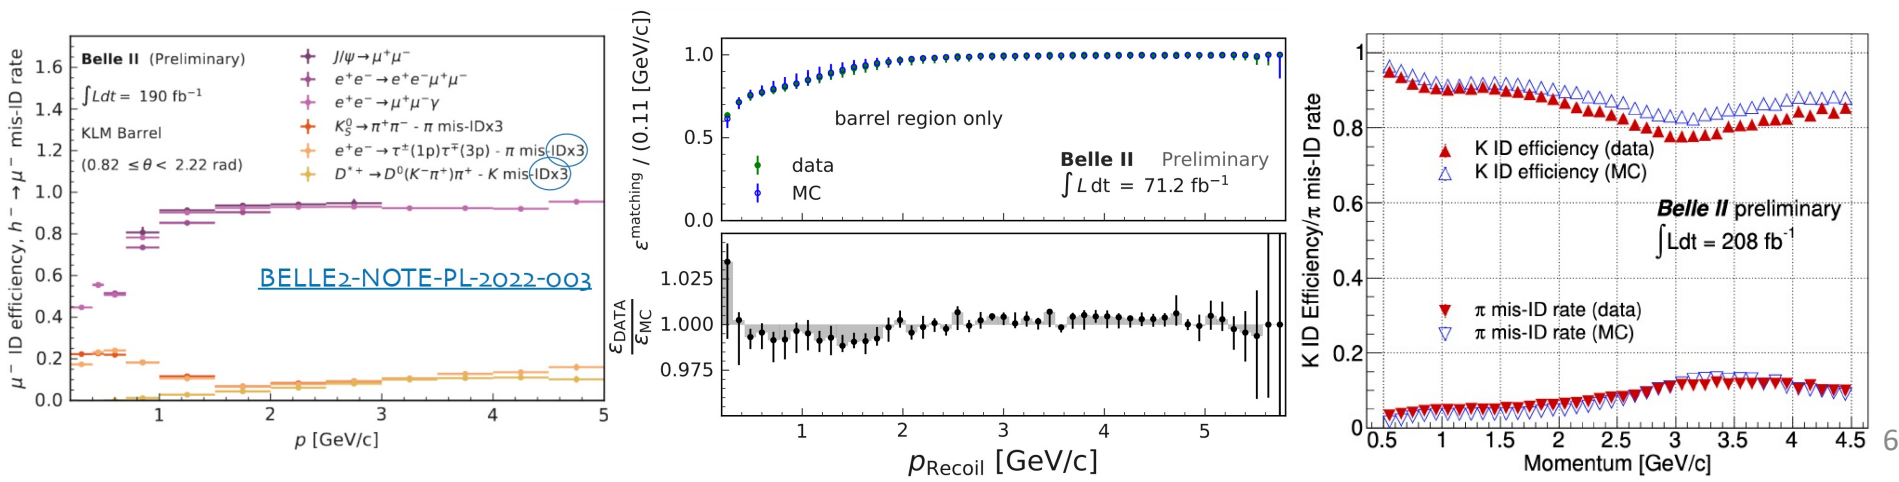 μ⁻ ID efficiency, h⁻ → μ⁻ mis-ID rate
1.6
1.4
1.2
1.0
0.8
0.6
0.4
0.2
0.0
Belle II (Preliminary)
∫Ldt = 190 fb⁻¹
KLM Barrel
(0.82 ≤θ< 2.22 rad)
J/ψ→μ⁺μ⁻
e⁺e⁻→e⁺e⁻μ⁺μ⁻
e⁺e⁻→μ⁺μ⁻γ
K⁰_S→π⁺π⁻ - π mis-IDx3
e⁺e⁻→τ±(1p)τ∓(3p) - π mis-IDx3
D*⁺→D⁰(K⁻π⁺)π⁺ - K mis-IDx3
BELLE2-NOTE-PL-2022-003
1 2 3 4 5
p [GeV/c]
ε^matching / (0.11 [GeV/c])
1.0
0.5
0.0
barrel region only
data
MC
Belle II Preliminary
∫L dt = 71.2 fb⁻¹
ε_DATA
ε_MC
1.025
1.000
0.975
1 2 3 4 5
p_Recoil [GeV/c]
K ID Efficiency/π mis-ID rate
1
0.8
0.6
0.4
0.2
0
K ID efficiency (data)
K ID efficiency (MC)
Belle II preliminary
∫Ldt = 208 fb⁻¹
π mis-ID rate (data)
π mis-ID rate (MC)
0.5 1 1.5 2 2.5 3 3.5 4 4.5
Momentum [GeV/c]
6